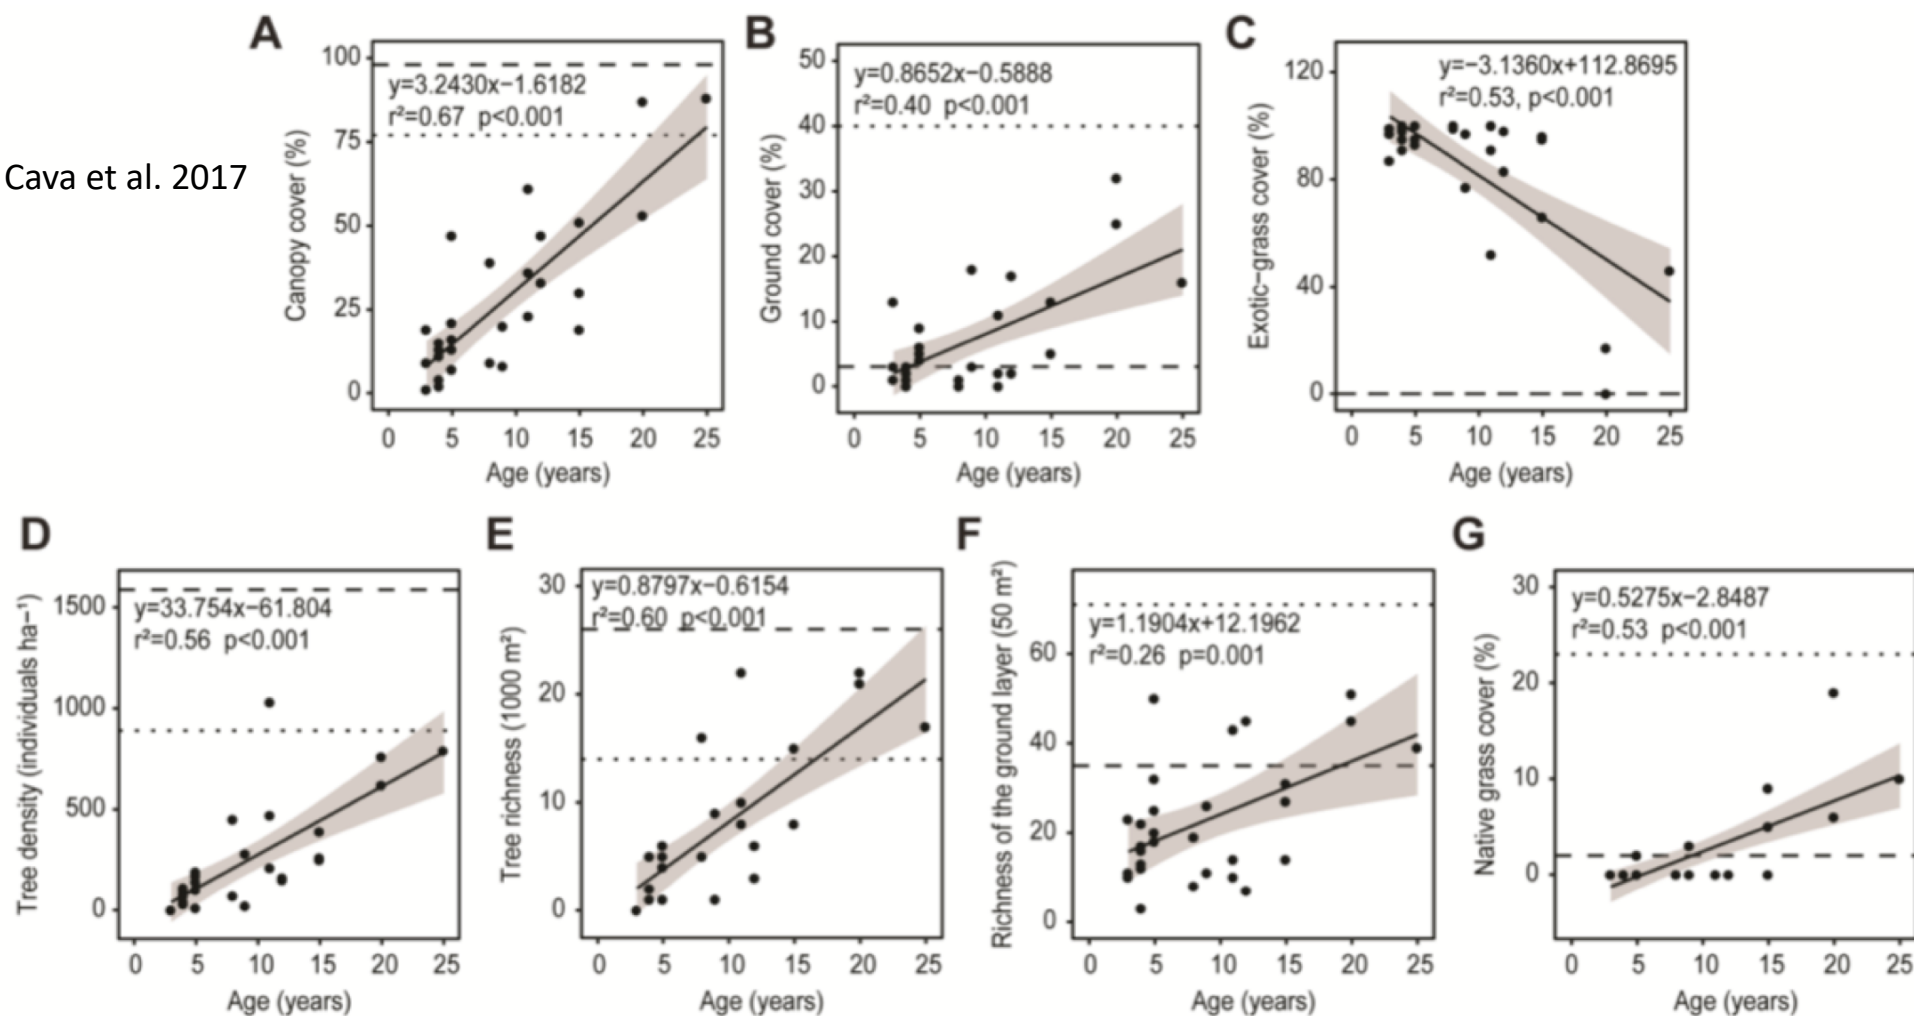 Cava et al. 2017
A
y=3.2430x−1.6182
r²=0.67 p<0.001
Canopy cover (%)
100
75
50
25
0
0 5 10 15 20 25
Age (years)
B
y=0.8652x−0.5888
r²=0.40 p<0.001
Ground cover (%)
50
40
30
20
10
0
0 5 10 15 20 25
Age (years)
C
y=−3.1360x+112.8695
r²=0.53, p<0.001
Exotic−grass cover (%)
120
80
40
0
0 5 10 15 20 25
Age (years)
D
y=33.754x−61.804
r²=0.56 p<0.001
Tree density (individuals ha⁻¹)
1500
1000
500
0
0 5 10 15 20 25
Age (years)
E
y=0.8797x−0.6154
r²=0.60 p<0.001
Tree richness (1000 m²)
30
20
10
0
0 5 10 15 20 25
Age (years)
F
y=1.1904x+12.1962
r²=0.26 p=0.001
Richness of the ground layer (50 m²)
60
40
20
0
0 5 10 15 20 25
Age (years)
G
y=0.5275x−2.8487
r²=0.53 p<0.001
Native grass cover (%)
30
20
10
0
0 5 10 15 20 25
Age (years)